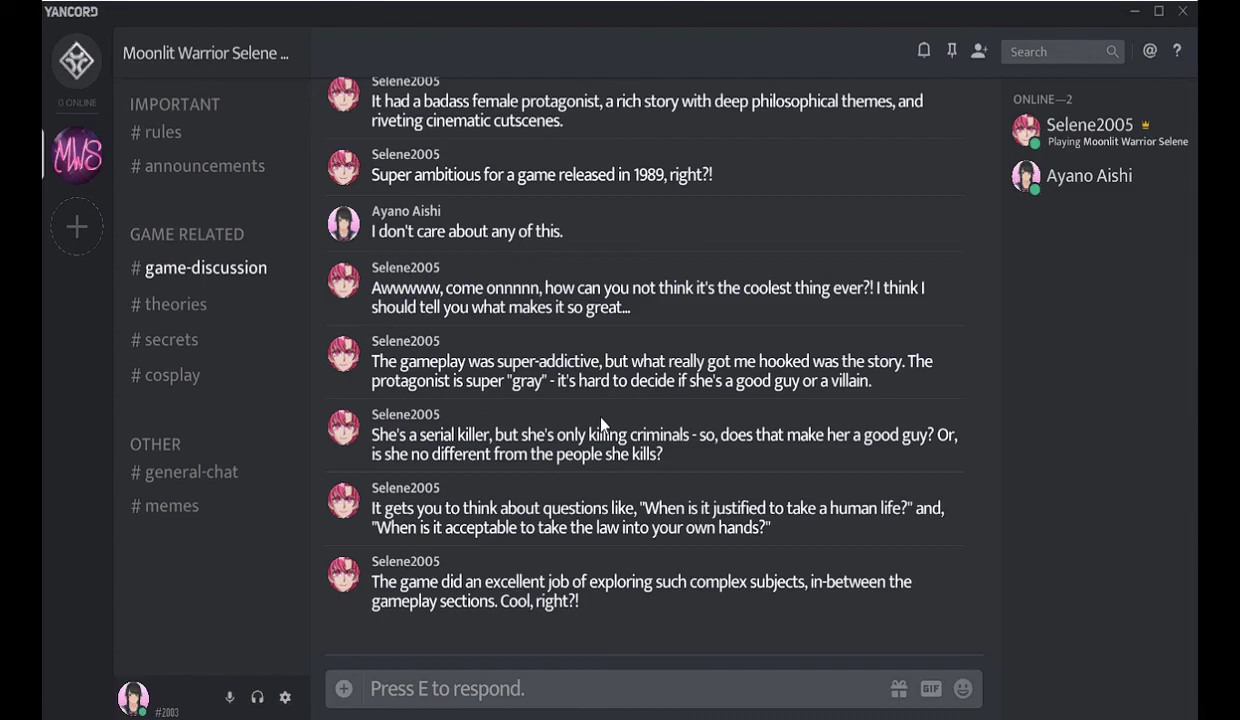 YANCORD
Moonlit Warrior Selene ...
Search
@
?
0 ONLINE
MWS
IMPORTANT
# rules
# announcements
GAME RELATED
# game-discussion
# theories
# secrets
# cosplay
OTHER
# general-chat
# memes
#2003
Selene2005
It had a badass female protagonist, a rich story with deep philosophical themes, and
riveting cinematic cutscenes.
Selene2005
Super ambitious for a game released in 1989, right?!
Ayano Aishi
I don't care about any of this.
Selene2005
Awwwww, come onnnnn, how can you not think it's the coolest thing ever?! I think I
should tell you what makes it so great...
Selene2005
The gameplay was super-addictive, but what really got me hooked was the story. The
protagonist is super "gray" - it's hard to decide if she's a good guy or a villain.
Selene2005
She's a serial killer, but she's only killing criminals - so, does that make her a good guy? Or,
is she no different from the people she kills?
Selene2005
It gets you to think about questions like, "When is it justified to take a human life?" and,
"When is it acceptable to take the law into your own hands?"
Selene2005
The game did an excellent job of exploring such complex subjects, in-between the
gameplay sections. Cool, right?!
Press E to respond.
GIF
ONLINE—2
Selene2005
Playing Moonlit Warrior Selene
Ayano Aishi